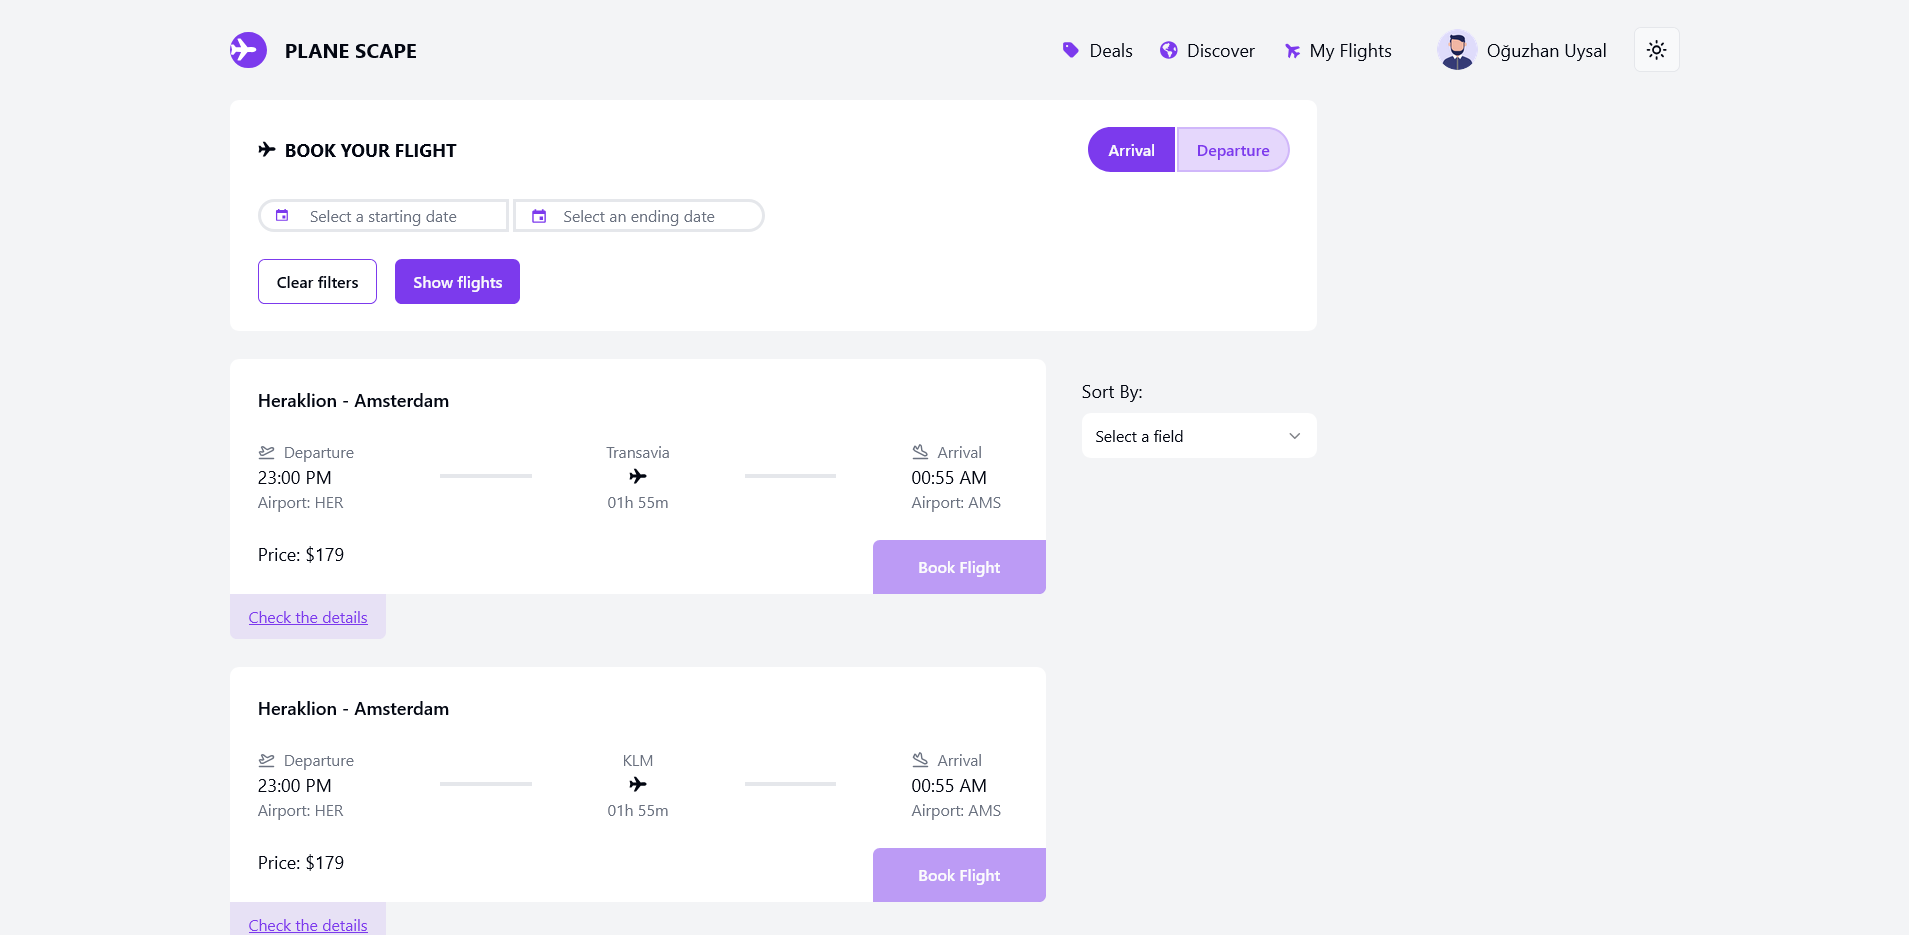 PLANE SCAPE
Deals
Discover
My Flights
Oğuzhan Uysal
BOOK YOUR FLIGHT
Arrival
Departure
Select a starting date
Select an ending date
Clear filters
Show flights
Heraklion - Amsterdam
Departure
23:00 PM
Airport: HER
Transavia
01h 55m
Arrival
00:55 AM
Airport: AMS
Price: $179
Book Flight
Check the details
Sort By:
Select a field
Heraklion - Amsterdam
Departure
23:00 PM
Airport: HER
KLM
01h 55m
Arrival
00:55 AM
Airport: AMS
Price: $179
Book Flight
Check the details